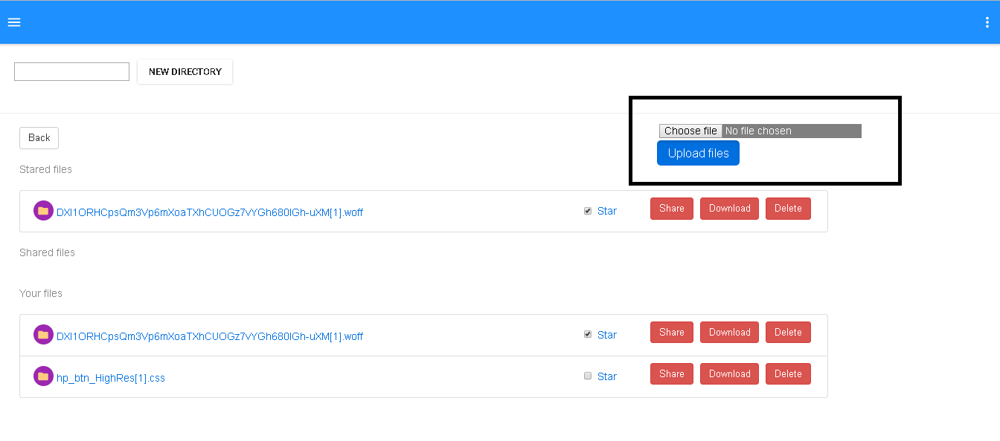 NEW DIRECTORY
Choose file No file chosen
Back
Upload files
Stared files
DXI1ORHCpsQm3Vp6mXoaTXhCUOGz7vYGh680lGh-uXM[1].woff Star Share Download Delete
Shared files
Your files
DXI1ORHCpsQm3Vp6mXoaTXhCUOGz7vYGh680lGh-uXM[1].woff Star Share Download Delete
hp_btn_HighRes[1].css Star Share Download Delete